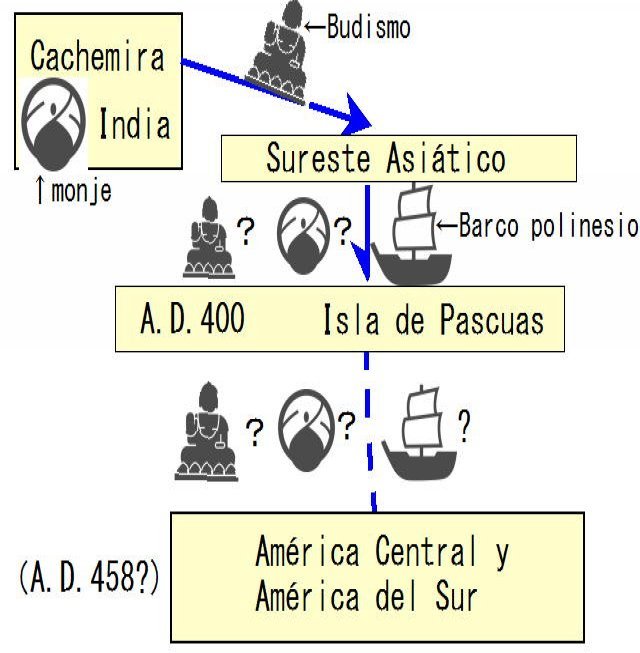 Cachemira
India
↑monje
←Budismo
Sureste Asiático
? ? ←Barco polinesio
A.D.400 Isla de Pascuas
? ? ?
(A.D.458?)
América Central y
América del Sur